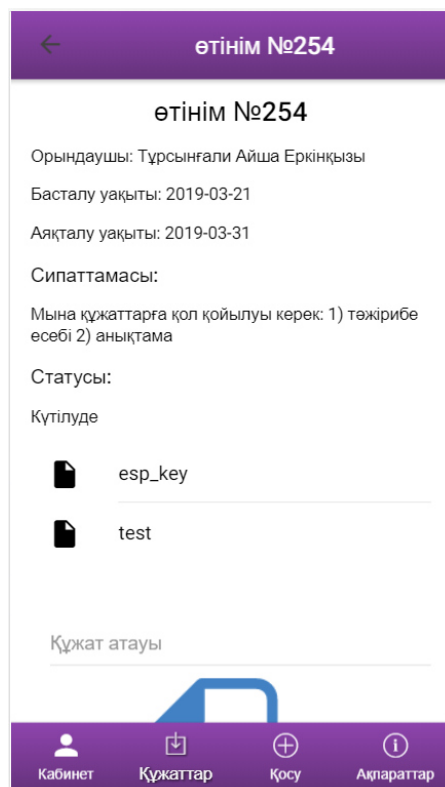 өтінім №254
өтінім №254
Орындаушы: Тұрсынғали Айша Еркінқызы
Басталу уақыты: 2019-03-21
Аяқталу уақыты: 2019-03-31
Сипаттамасы:
Мына құжаттарға қол қойылуы керек: 1) тәжірибе
есебі 2) анықтама
Статусы:
Күтілуде
esp_key
test
Құжат атауы
Кабинет Құжаттар Қосу Ақпараттар